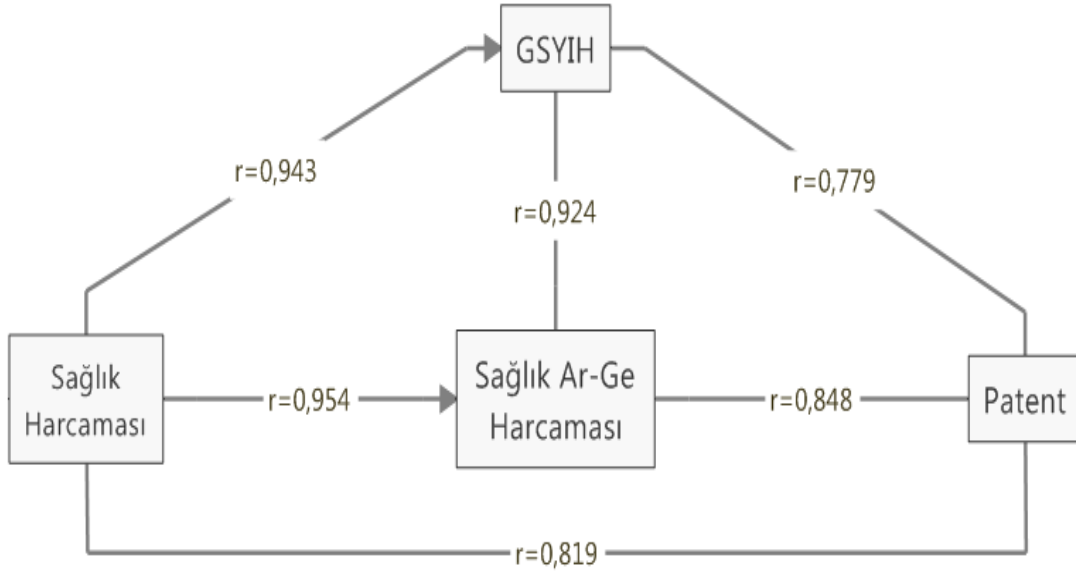 GSYIH
r=0,943
r=0,779
r=0,924
Sağlık
Harcaması
r=0,954
Sağlık Ar-Ge
Harcaması
r=0,848
Patent
r=0,819